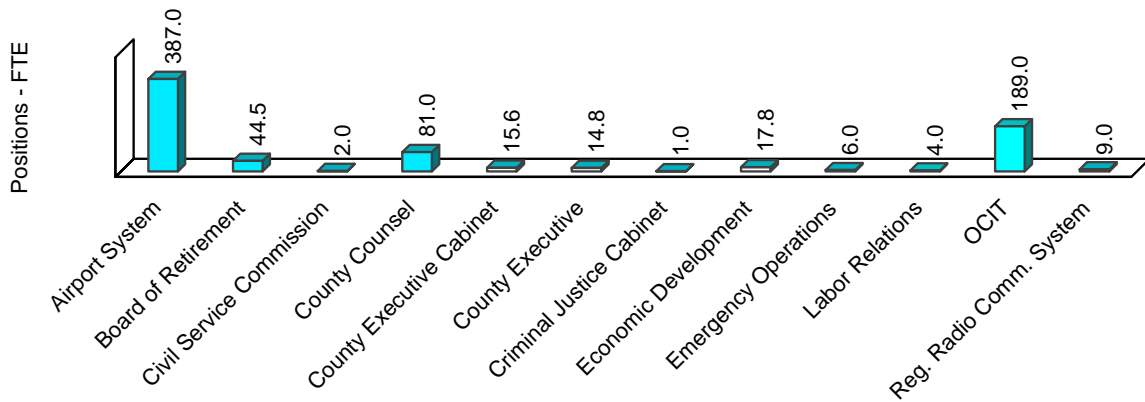 Positions - FTE
387.0
44.5
2.0
81.0
15.6
14.8
1.0
17.8
6.0
4.0
189.0
9.0
Airport System
Board of Retirement
Civil Service Commission
County Counsel
County Executive Cabinet
County Executive
Criminal Justice Cabinet
Economic Development
Emergency Operations
Labor Relations
OCIT
Reg. Radio Comm. System